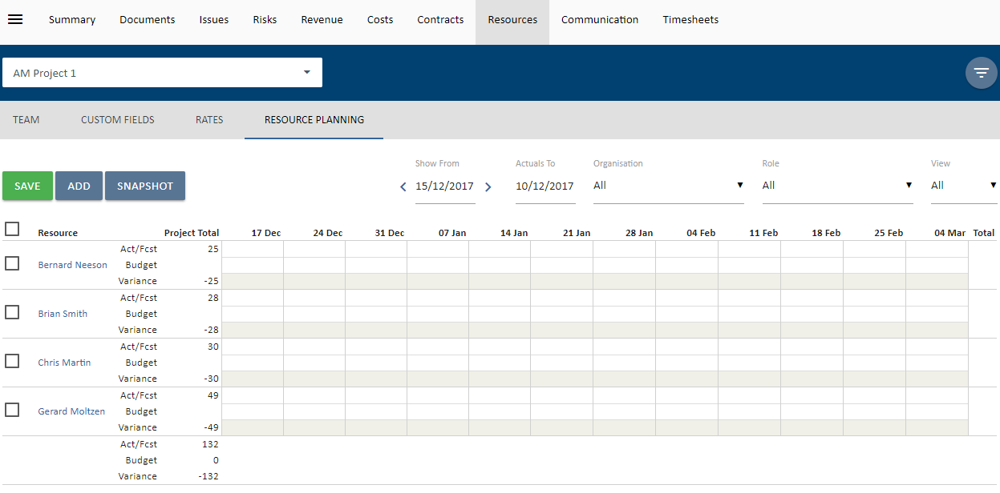 Summary Documents Issues Risks Revenue Costs Contracts Resources Communication Timesheets
AM Project 1
TEAM CUSTOM FIELDS RATES RESOURCE PLANNING
Show From Actuals To Organisation Role View
SAVE ADD SNAPSHOT 15/12/2017 10/12/2017 All All All
Resource Project Total 17 Dec 24 Dec 31 Dec 07 Jan 14 Jan 21 Jan 28 Jan 04 Feb 11 Feb 18 Feb 25 Feb 04 Mar Total
Act/Fcst 25
Bernard Neeson Budget
Variance -25
Act/Fcst 28
Brian Smith Budget
Variance -28
Act/Fcst 30
Chris Martin Budget
Variance -30
Act/Fcst 49
Gerard Moltzen Budget
Variance -49
Act/Fcst 132
Budget 0
Variance -132